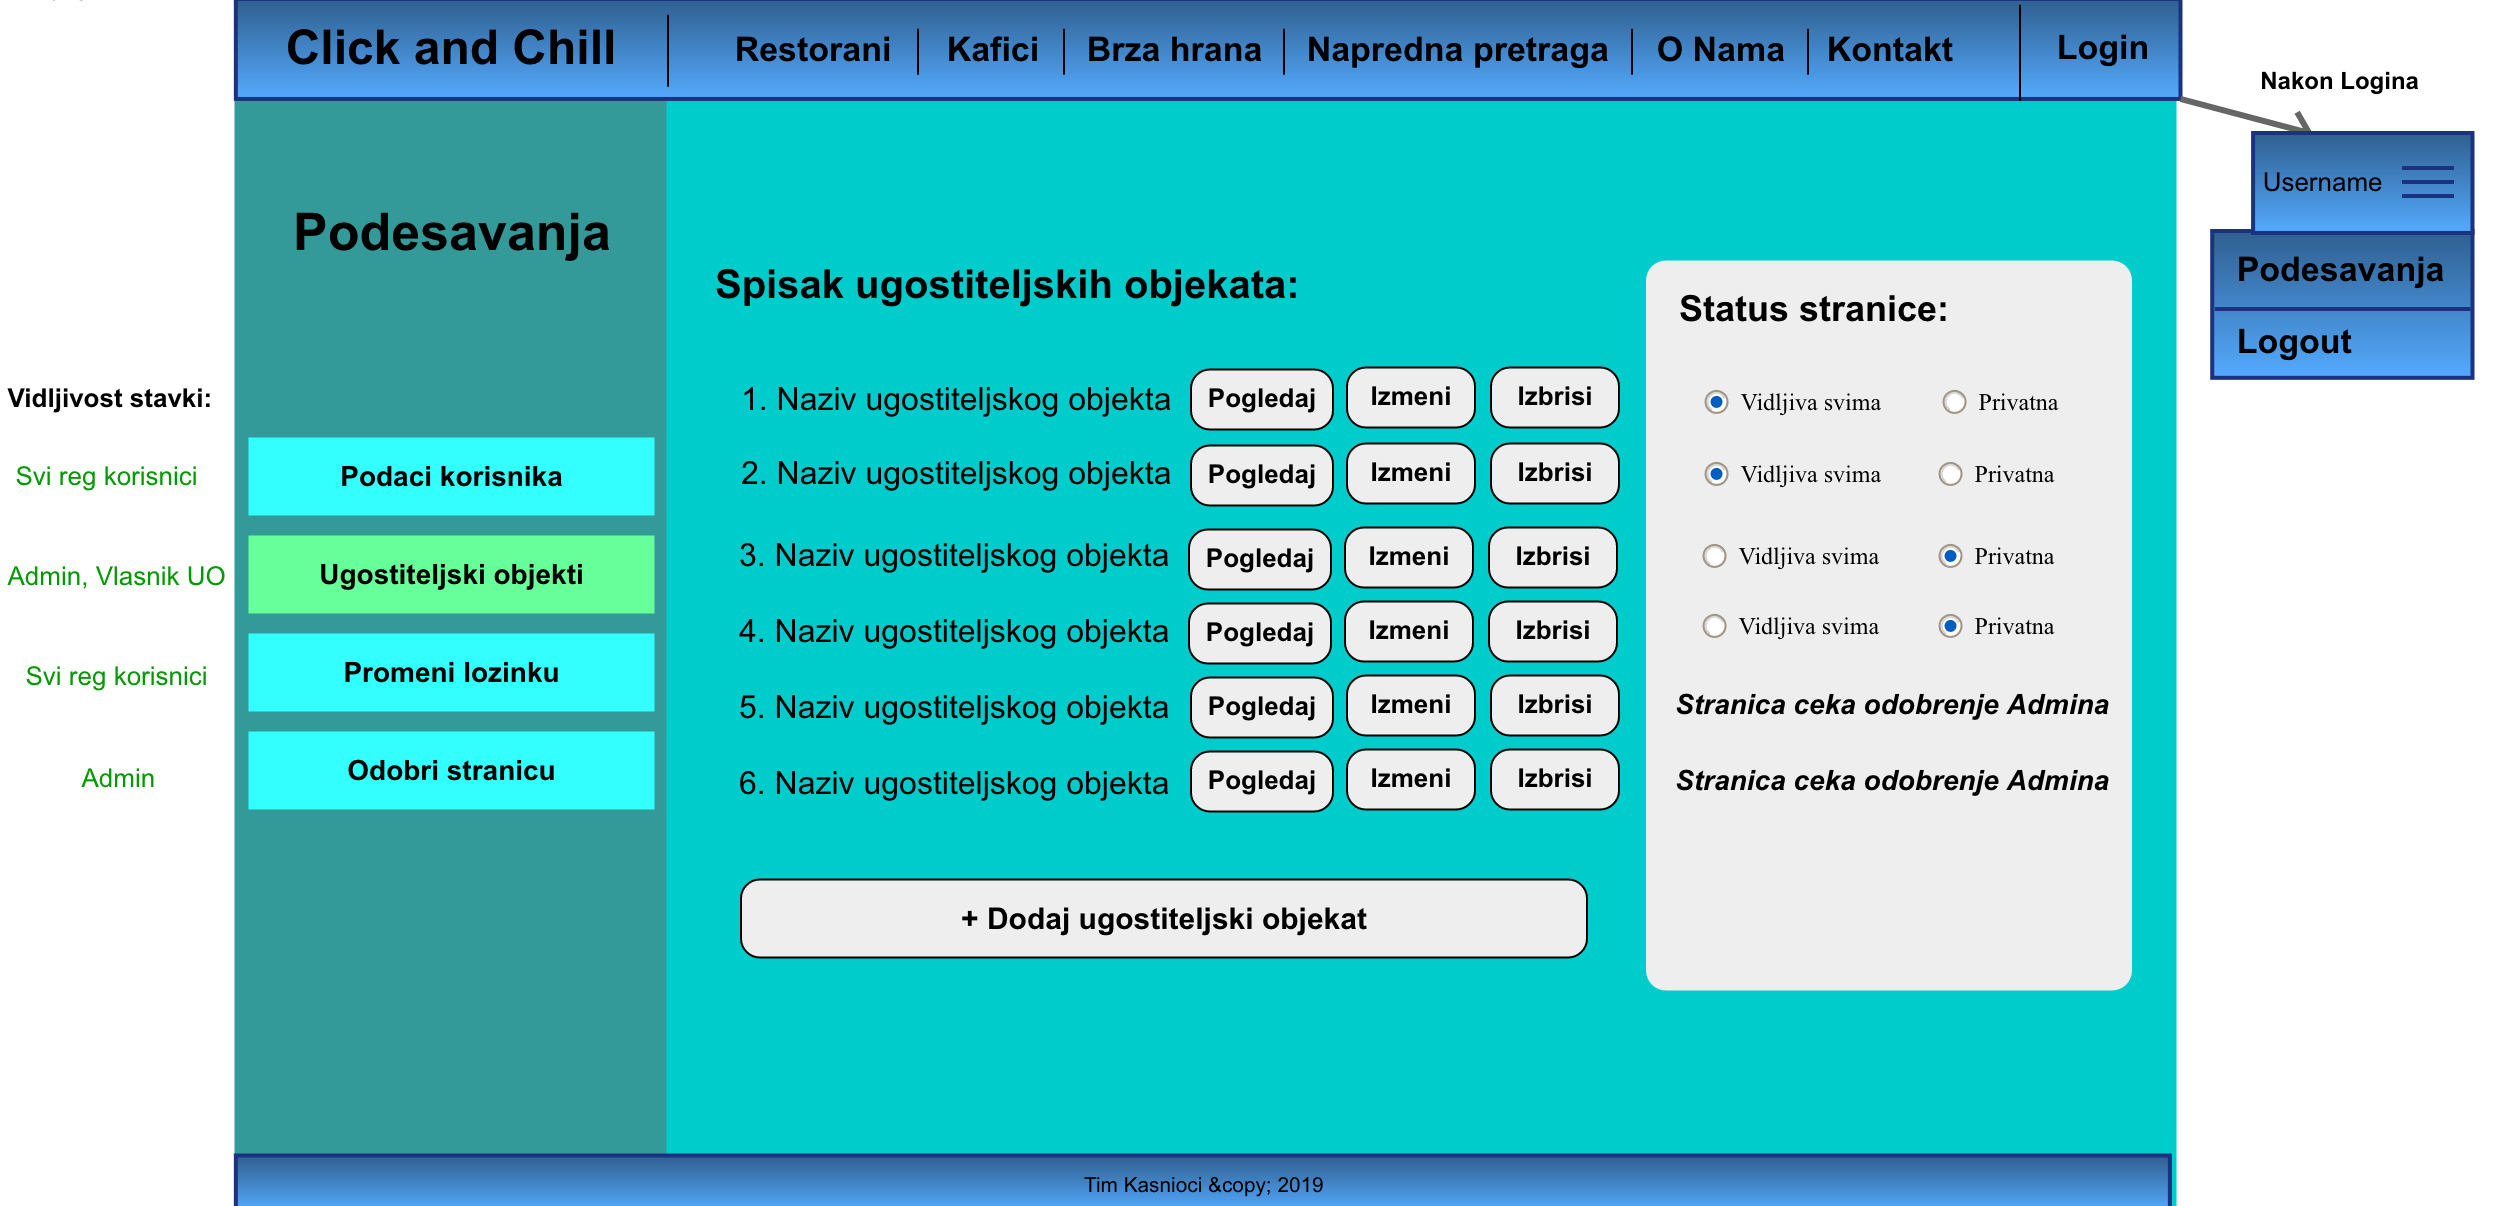 Click and Chill
Restorani
Kafici
Brza hrana
Napredna pretraga
O Nama
Kontakt
Login
Nakon Logina
Username
Podesavanja
Logout
Podesavanja
Vidljivost stavki:
Svi reg korisnici
Podaci korisnika
Admin, Vlasnik UO
Ugostiteljski objekti
Svi reg korisnici
Promeni lozinku
Admin
Odobri stranicu
Spisak ugostiteljskih objekata:
Status stranice:
1. Naziv ugostiteljskog objekta Pogledaj Izmeni Izbrisi Vidljiva svima Privatna
2. Naziv ugostiteljskog objekta Pogledaj Izmeni Izbrisi Vidljiva svima Privatna
3. Naziv ugostiteljskog objekta Pogledaj Izmeni Izbrisi Vidljiva svima Privatna
4. Naziv ugostiteljskog objekta Pogledaj Izmeni Izbrisi Vidljiva svima Privatna
5. Naziv ugostiteljskog objekta Pogledaj Izmeni Izbrisi Stranica ceka odobrenje Admina
6. Naziv ugostiteljskog objekta Pogledaj Izmeni Izbrisi Stranica ceka odobrenje Admina
+ Dodaj ugostiteljski objekat
Tim Kasnioci &copy; 2019